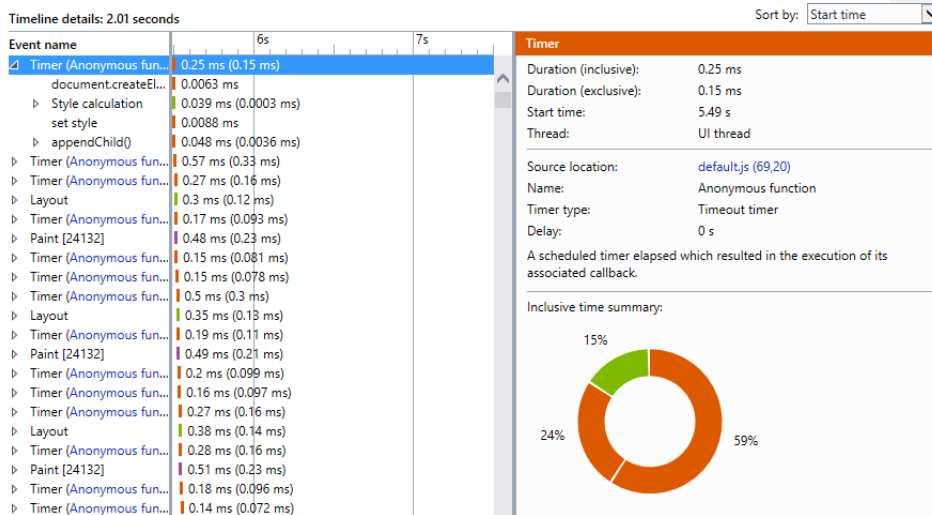 Timeline details: 2.01 seconds
Sort by: Start time
Event name
6s 7s
Timer (Anonymous fun... 0.25 ms (0.15 ms)
document.createEl... 0.0063 ms
Style calculation 0.039 ms (0.0003 ms)
set style 0.0088 ms
appendChild() 0.048 ms (0.0036 ms)
Timer (Anonymous fun... 0.57 ms (0.33 ms)
Timer (Anonymous fun... 0.27 ms (0.16 ms)
Layout 0.3 ms (0.12 ms)
Timer (Anonymous fun... 0.17 ms (0.093 ms)
Paint [24132] 0.48 ms (0.23 ms)
Timer (Anonymous fun... 0.15 ms (0.081 ms)
Timer (Anonymous fun... 0.15 ms (0.078 ms)
Timer (Anonymous fun... 0.5 ms (0.3 ms)
Layout 0.35 ms (0.13 ms)
Timer (Anonymous fun... 0.19 ms (0.11 ms)
Paint [24132] 0.49 ms (0.21 ms)
Timer (Anonymous fun... 0.2 ms (0.099 ms)
Timer (Anonymous fun... 0.16 ms (0.097 ms)
Timer (Anonymous fun... 0.27 ms (0.16 ms)
Layout 0.38 ms (0.14 ms)
Timer (Anonymous fun... 0.28 ms (0.16 ms)
Paint [24132] 0.51 ms (0.23 ms)
Timer (Anonymous fun... 0.18 ms (0.096 ms)
Timer (Anonymous fun... 0.14 ms (0.072 ms)
Timer
Duration (inclusive): 0.25 ms
Duration (exclusive): 0.15 ms
Start time: 5.49 s
Thread: UI thread
Source location: default.js (69,20)
Name: Anonymous function
Timer type: Timeout timer
Delay: 0 s
A scheduled timer elapsed which resulted in the execution of its
associated callback.
Inclusive time summary:
15%
24%
59%